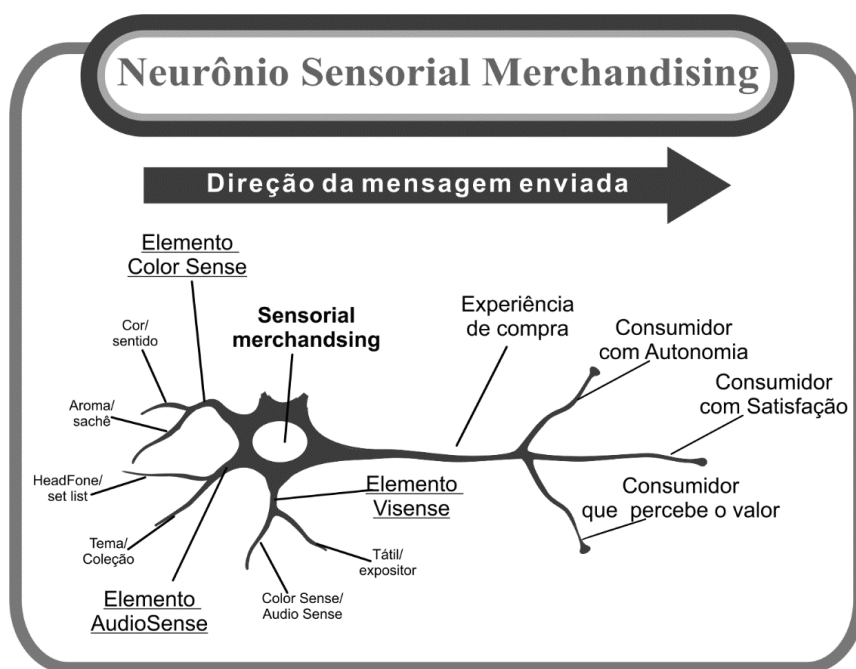 Neurônio Sensorial Merchandising
Direção da mensagem enviada
Elemento
Color Sense
Cor/
sentido
Aroma/
sachê
HeadFone/
set list
Tema/
Coleção
Elemento
AudioSense
Sensorial
merchandsing
Elemento
Visense
Tátil/
expositor
Color Sense/
Audio Sense
Experiência
de compra
Consumidor
com Autonomia
Consumidor
com Satisfação
Consumidor
que percebe o valor